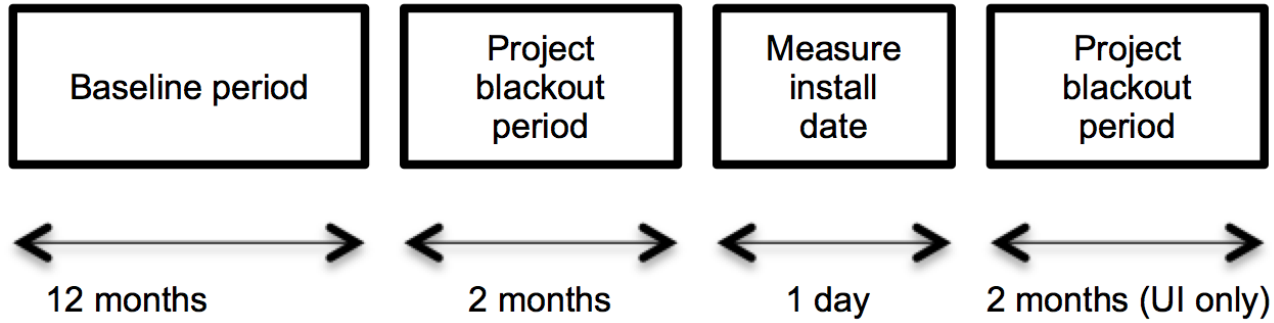 Baseline period
Project
blackout
period
Measure
install
date
Project
blackout
period
12 months
2 months
1 day
2 months (UI only)